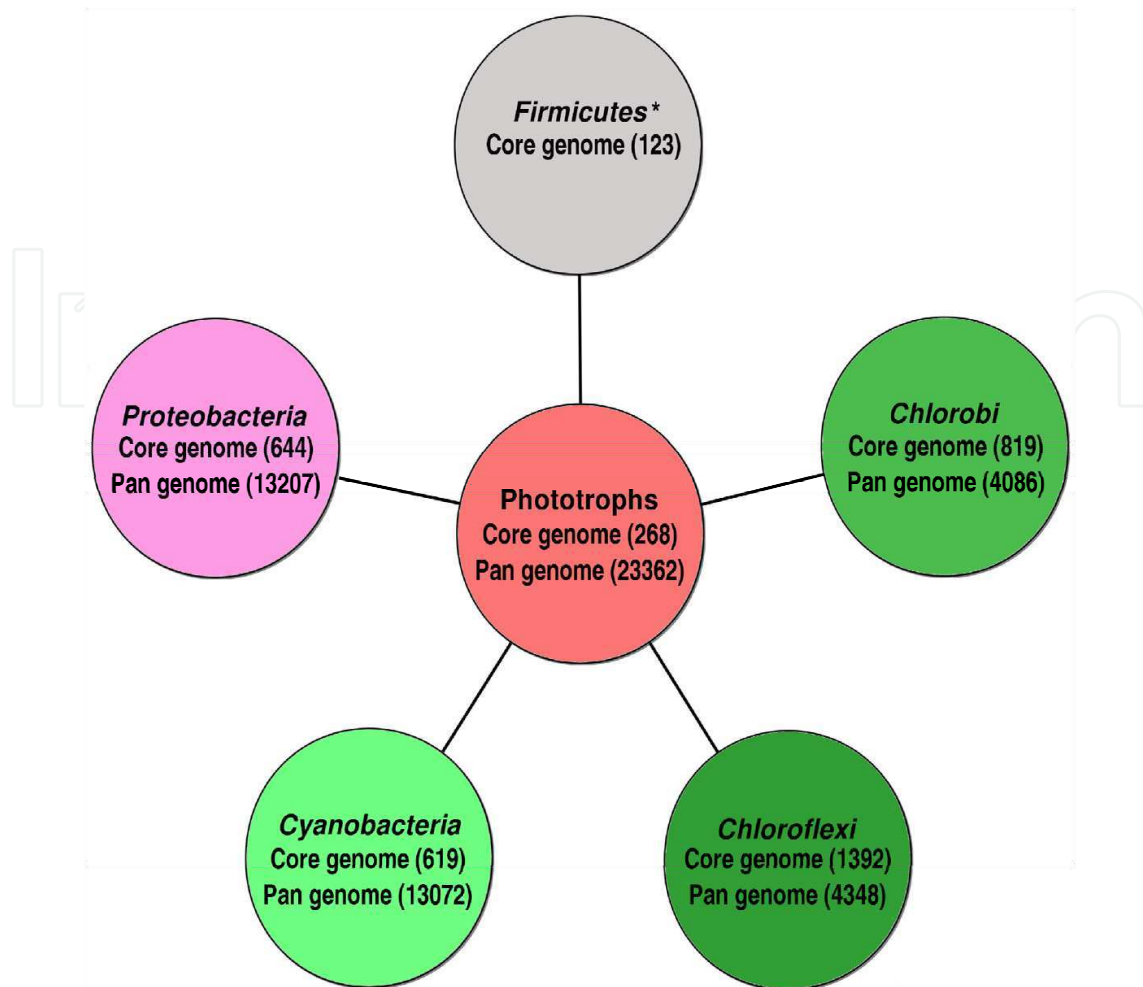 Firmicutes *
Core genome (123)
Proteobacteria
Core genome (644)
Pan genome (13207)
Chlorobi
Core genome (819)
Pan genome (4086)
Phototrophs
Core genome (268)
Pan genome (23362)
Cyanobacteria
Core genome (619)
Pan genome (13072)
Chloroflexi
Core genome (1392)
Pan genome (4348)